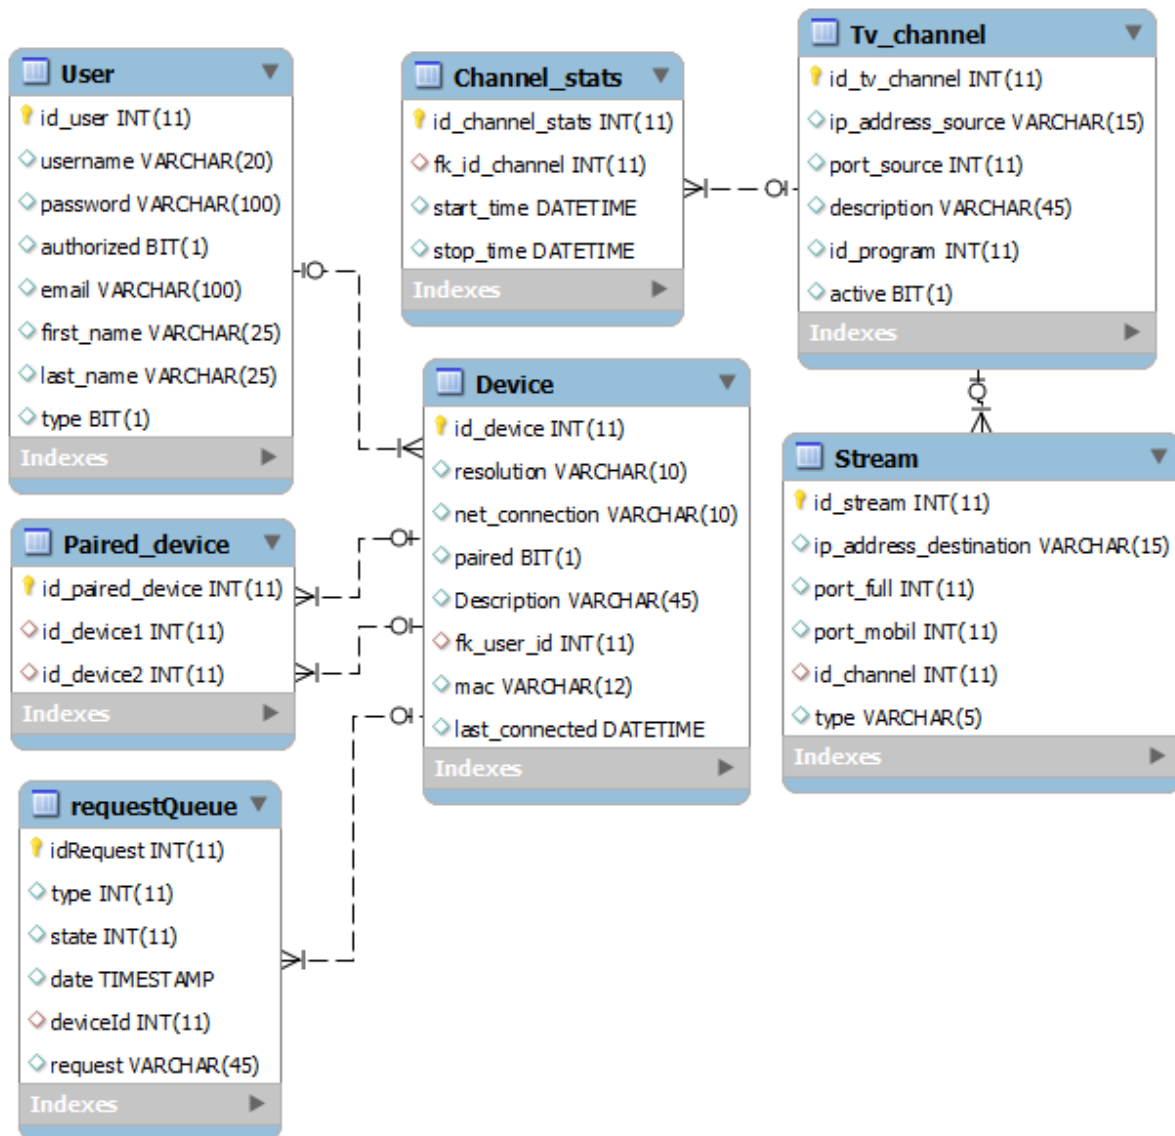 User
id_user INT(11)
username VARCHAR(20)
password VARCHAR(100)
authorized BIT(1)
email VARCHAR(100)
first_name VARCHAR(25)
last_name VARCHAR(25)
type BIT(1)
Indexes
Channel_stats
id_channel_stats INT(11)
fk_id_channel INT(11)
start_time DATETIME
stop_time DATETIME
Indexes
Tv_channel
id_tv_channel INT(11)
ip_address_source VARCHAR(15)
port_source INT(11)
description VARCHAR(45)
id_program INT(11)
active BIT(1)
Indexes
Device
id_device INT(11)
resolution VARCHAR(10)
net_connection VARCHAR(10)
paired BIT(1)
Description VARCHAR(45)
fk_user_id INT(11)
mac VARCHAR(12)
last_connected DATETIME
Indexes
Stream
id_stream INT(11)
ip_address_destination VARCHAR(15)
port_full INT(11)
port_mobil INT(11)
id_channel INT(11)
type VARCHAR(5)
Indexes
Paired_device
id_paired_device INT(11)
id_device1 INT(11)
id_device2 INT(11)
Indexes
requestQueue
idRequest INT(11)
type INT(11)
state INT(11)
date TIMESTAMP
deviceId INT(11)
request VARCHAR(45)
Indexes